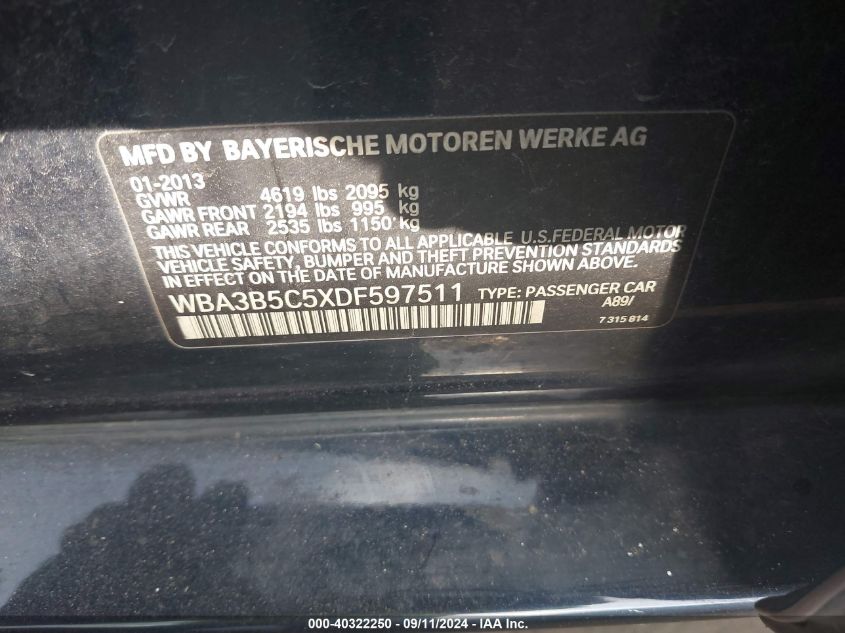 MFD BY BAYERISCHE MOTOREN WERKE AG
01-2013
GVWR 4619 lbs 2095 kg
GAWR FRONT 2194 lbs 995 kg
GAWR REAR 2535 lbs 1150 kg
THIS VEHICLE CONFORMS TO ALL APPLICABLE U.S.FEDERAL MOTOR
VEHICLE SAFETY, BUMPER AND THEFT PREVENTION STANDARDS
IN EFFECT ON THE DATE OF MANUFACTURE SHOWN ABOVE.
WBA3B5C5XDF597511 TYPE: PASSENGER CAR
A89/
7 315 814
000-40322250 - 09/11/2024 - IAA Inc.